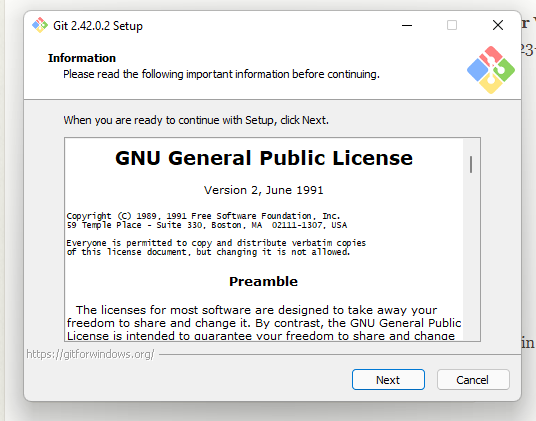 Git 2.42.0.2 Setup
Information
Please read the following important information before continuing.
When you are ready to continue with Setup, click Next.
GNU General Public License
Version 2, June 1991
Copyright (C) 1989, 1991 Free Software Foundation, Inc.
59 Temple Place - Suite 330, Boston, MA  02111-1307, USA
Everyone is permitted to copy and distribute verbatim copies
of this license document, but changing it is not allowed.
Preamble
The licenses for most software are designed to take away your
freedom to share and change it. By contrast, the GNU General Public
License is intended to guarantee your freedom to share and change
https://gitforwindows.org/
Next
Cancel
in